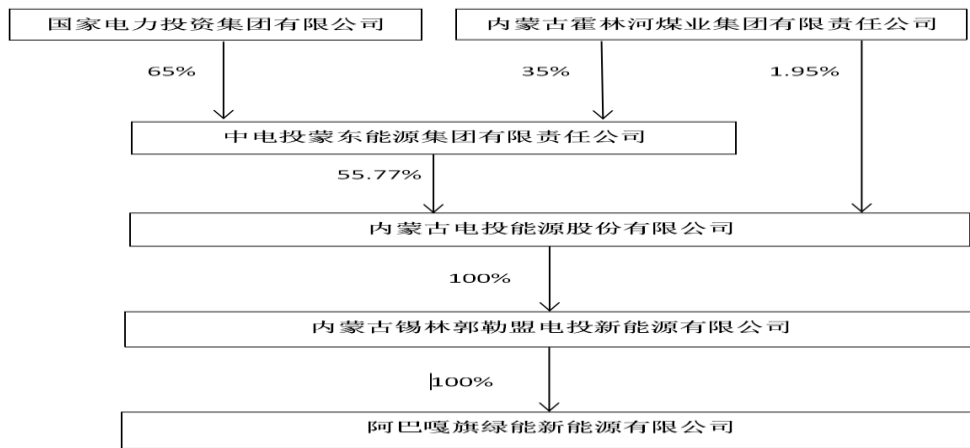 国家电力投资集团有限公司
内蒙古霍林河煤业集团有限责任公司
65%
35%
1.95%
中电投蒙东能源集团有限责任公司
55.77%
内蒙古电投能源股份有限公司
100%
内蒙古锡林郭勒盟电投新能源有限公司
100%
阿巴嘎旗绿能新能源有限公司